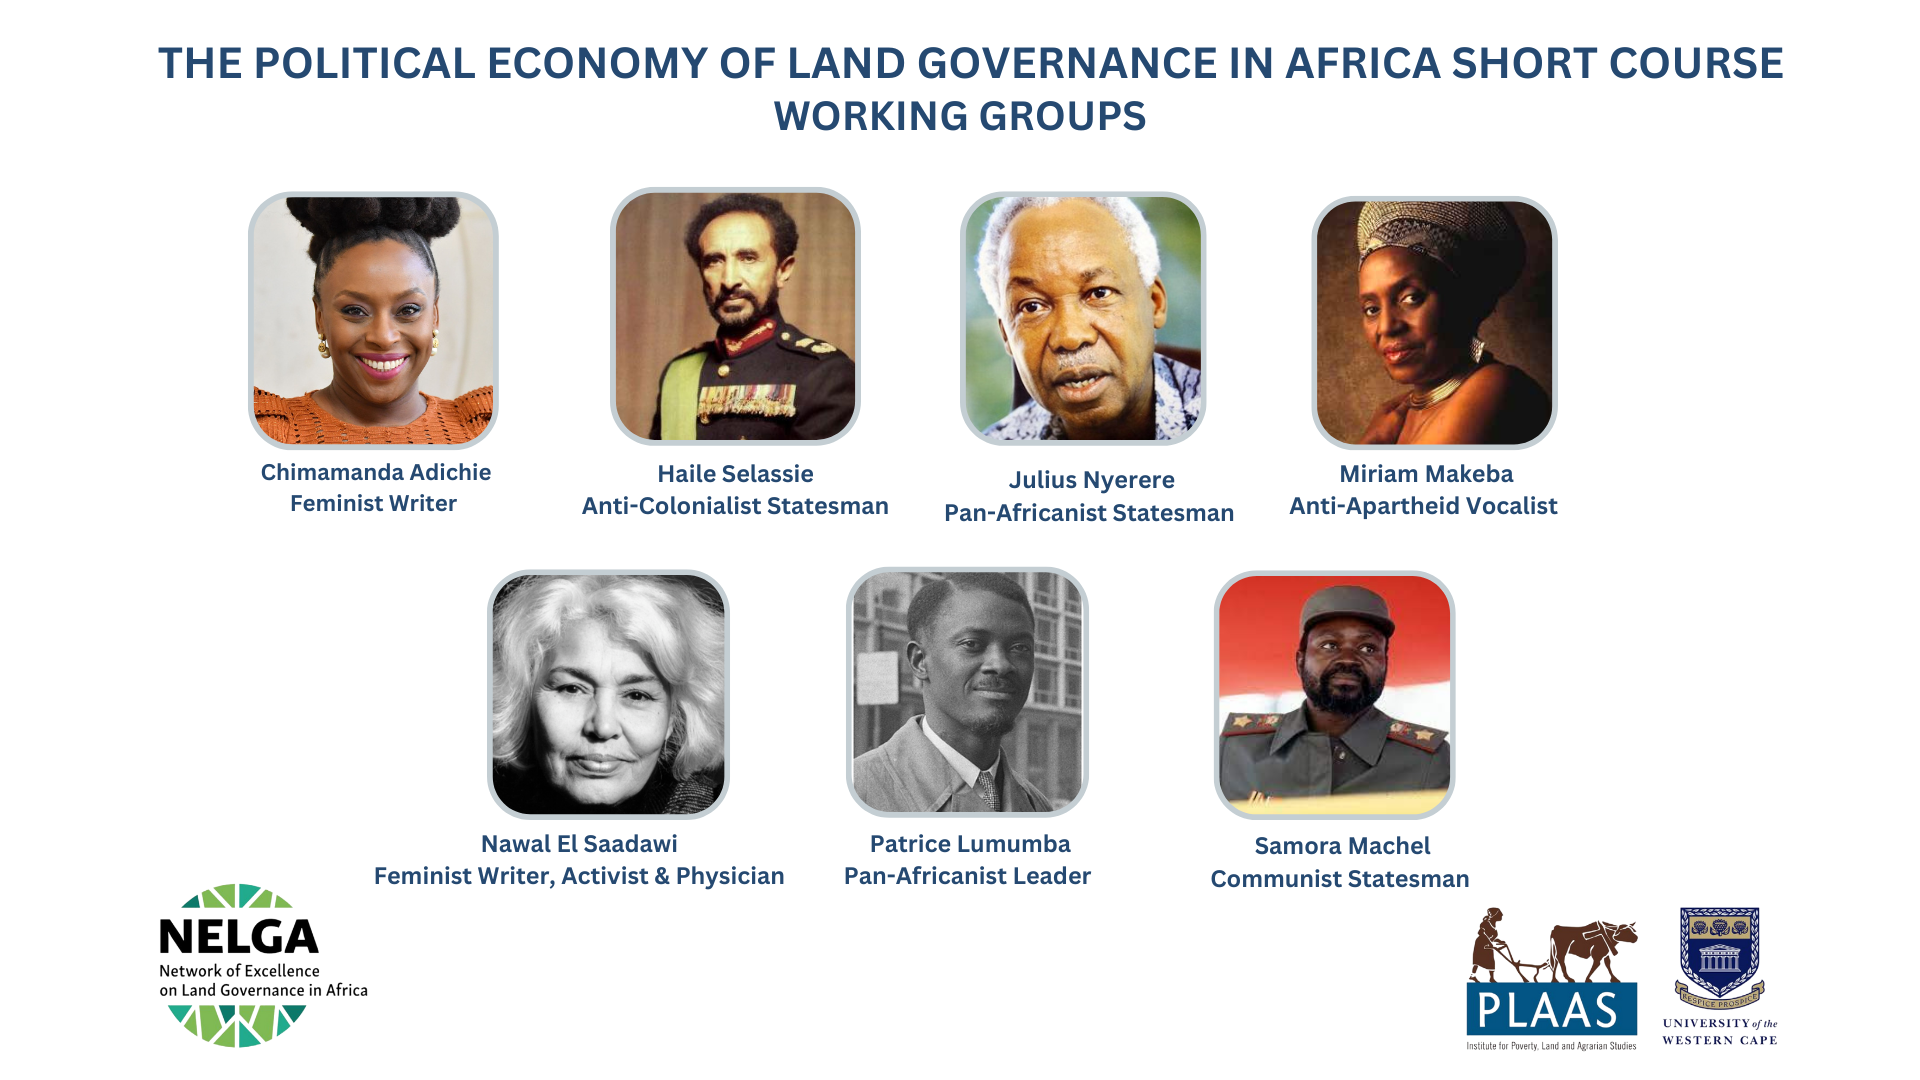 THE POLITICAL ECONOMY OF LAND GOVERNANCE IN AFRICA SHORT COURSE
WORKING GROUPS
Chimamanda Adichie
Feminist Writer
Haile Selassie
Anti-Colonialist Statesman
Julius Nyerere
Pan-Africanist Statesman
Miriam Makeba
Anti-Apartheid Vocalist
Nawal El Saadawi
Feminist Writer, Activist & Physician
Patrice Lumumba
Pan-Africanist Leader
Samora Machel
Communist Statesman
NELGA
Network of Excellence
on Land Governance in Africa
PLAAS
Institute for Poverty, Land and Agrarian Studies
RESPICE PROSPICE
UNIVERSITY of the
WESTERN CAPE